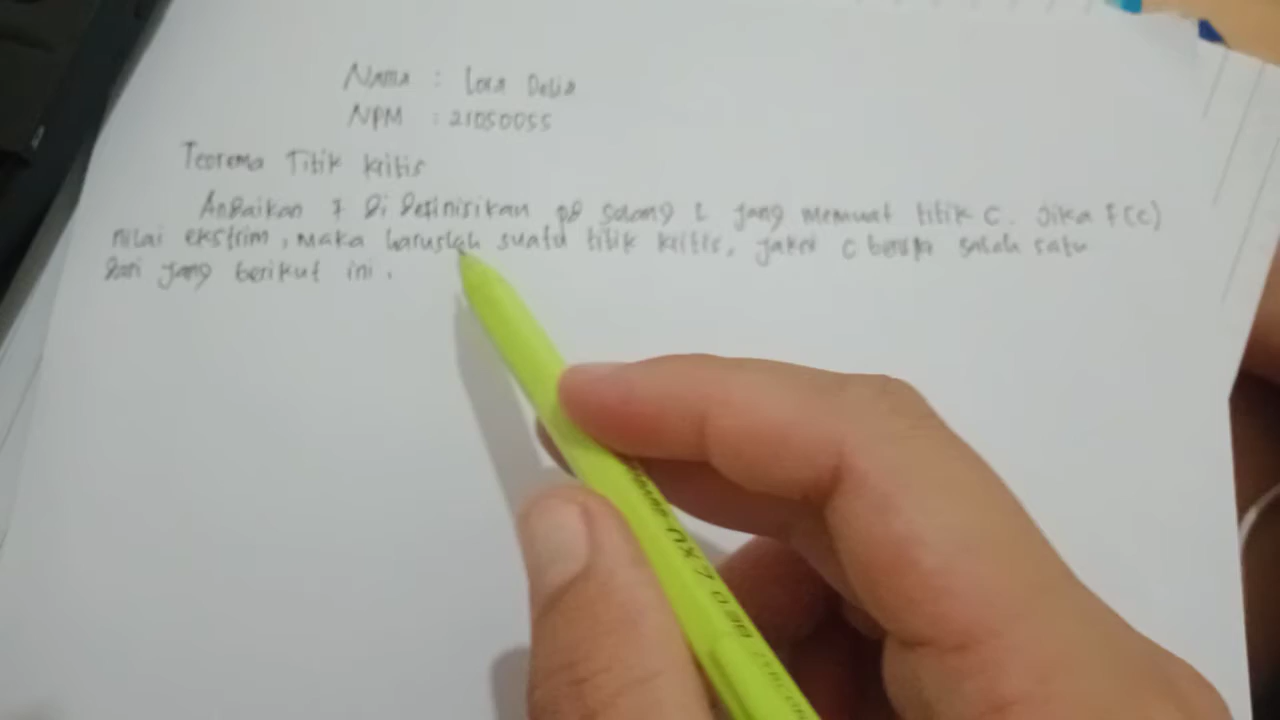 Nama : Lora Delia
NPM : 21050055
Teorema Titik kritis
Andaikan f di definisikan pd selang I yang memuat titik C. Jika F(c)
nilai ekstrim, maka haruslah suatu titik kritis, yakni c berupa salah satu
dari yang berikut ini.